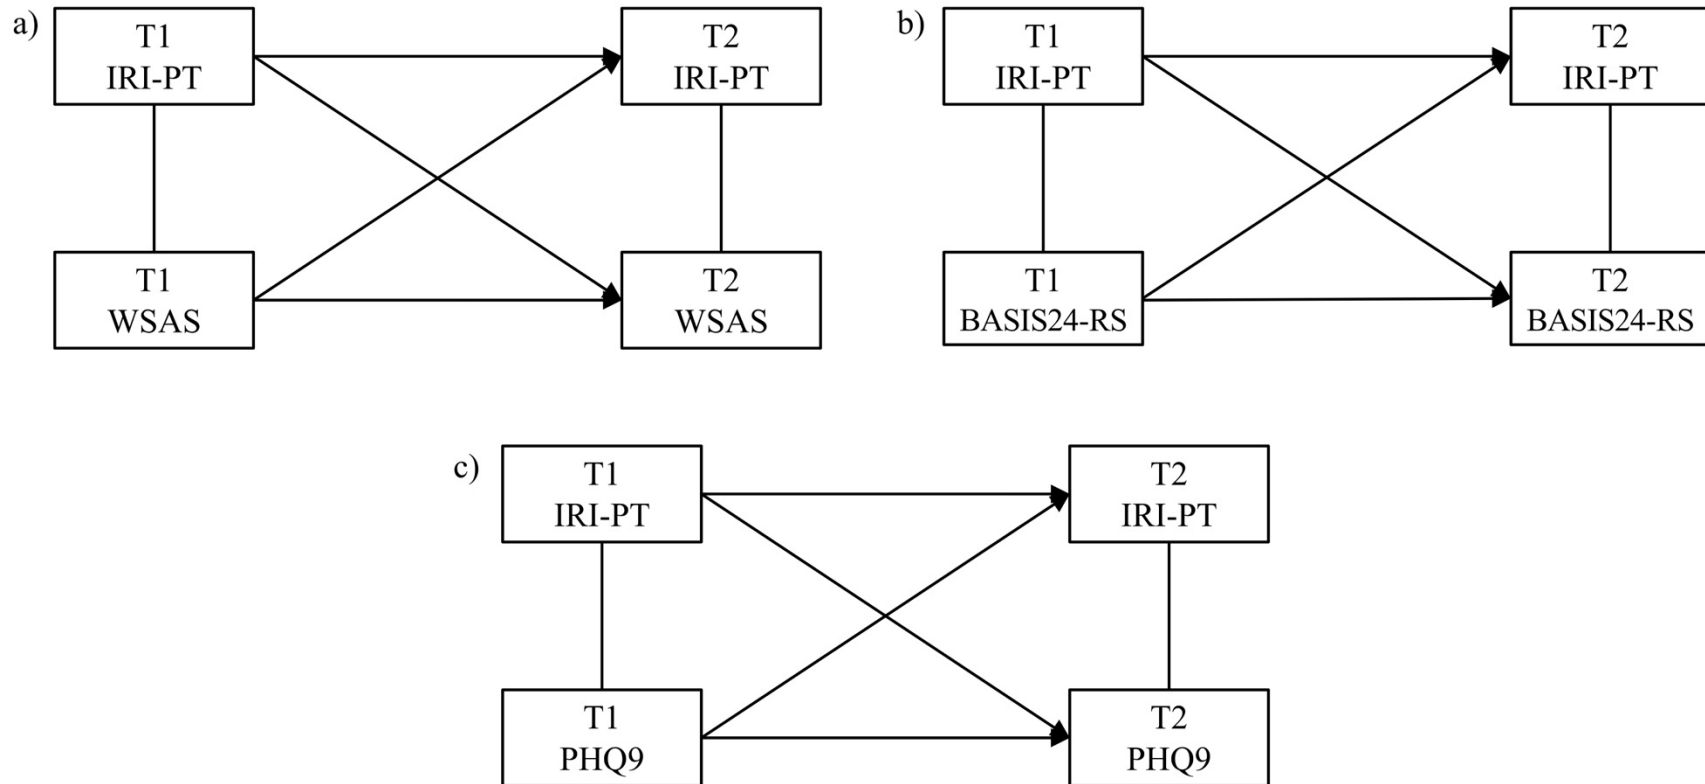 a)
T1
IRI-PT
T2
IRI-PT
T1
WSAS
T2
WSAS
b)
T1
IRI-PT
T2
IRI-PT
T1
BASIS24-RS
T2
BASIS24-RS
c)
T1
IRI-PT
T2
IRI-PT
T1
PHQ9
T2
PHQ9